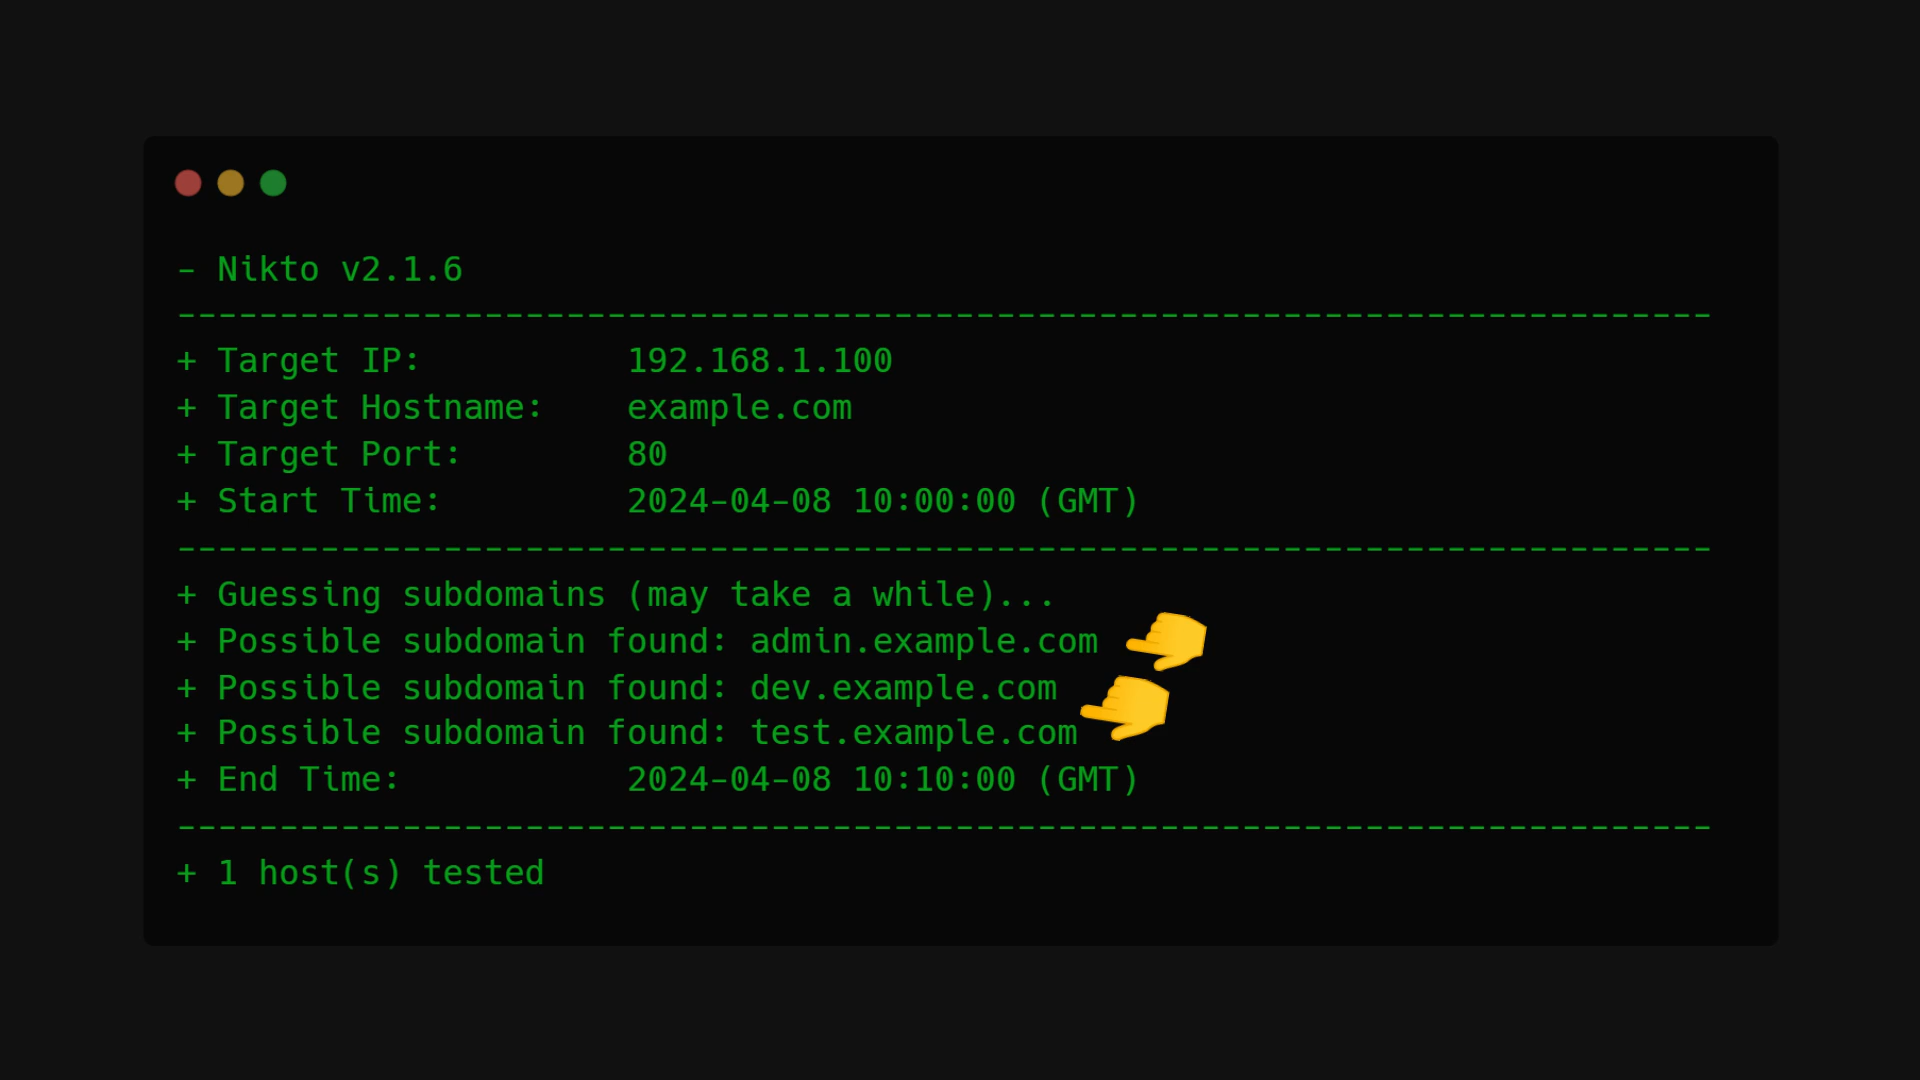 - Nikto v2.1.6
---------------------------------------------------------------------------
+ Target IP:          192.168.1.100
+ Target Hostname:    example.com
+ Target Port:        80
+ Start Time:         2024-04-08 10:00:00 (GMT)
---------------------------------------------------------------------------
+ Guessing subdomains (may take a while)...
+ Possible subdomain found: admin.example.com
+ Possible subdomain found: dev.example.com
+ Possible subdomain found: test.example.com
+ End Time:           2024-04-08 10:10:00 (GMT)
---------------------------------------------------------------------------
+ 1 host(s) tested